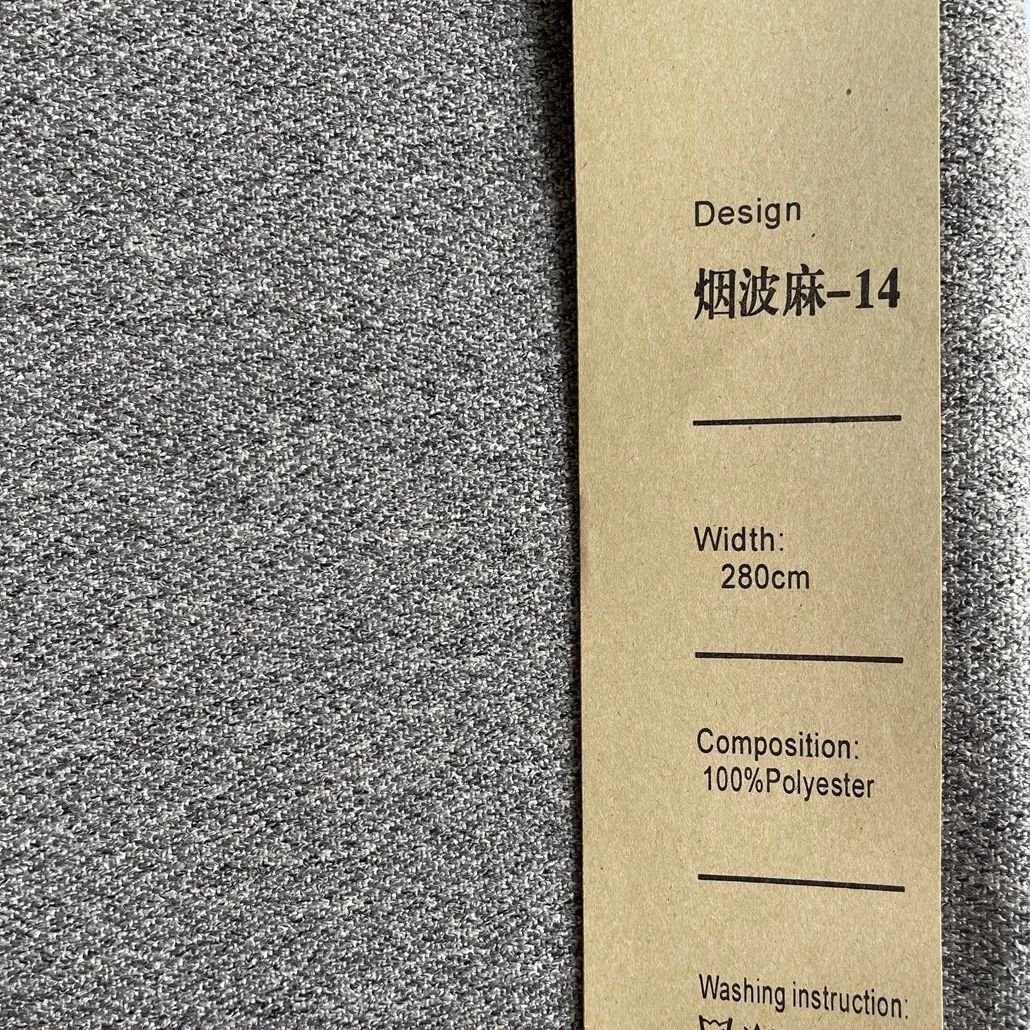 Design
烟波麻-14
Width:
280cm
Composition:
100%Polyester
Washing instruction: